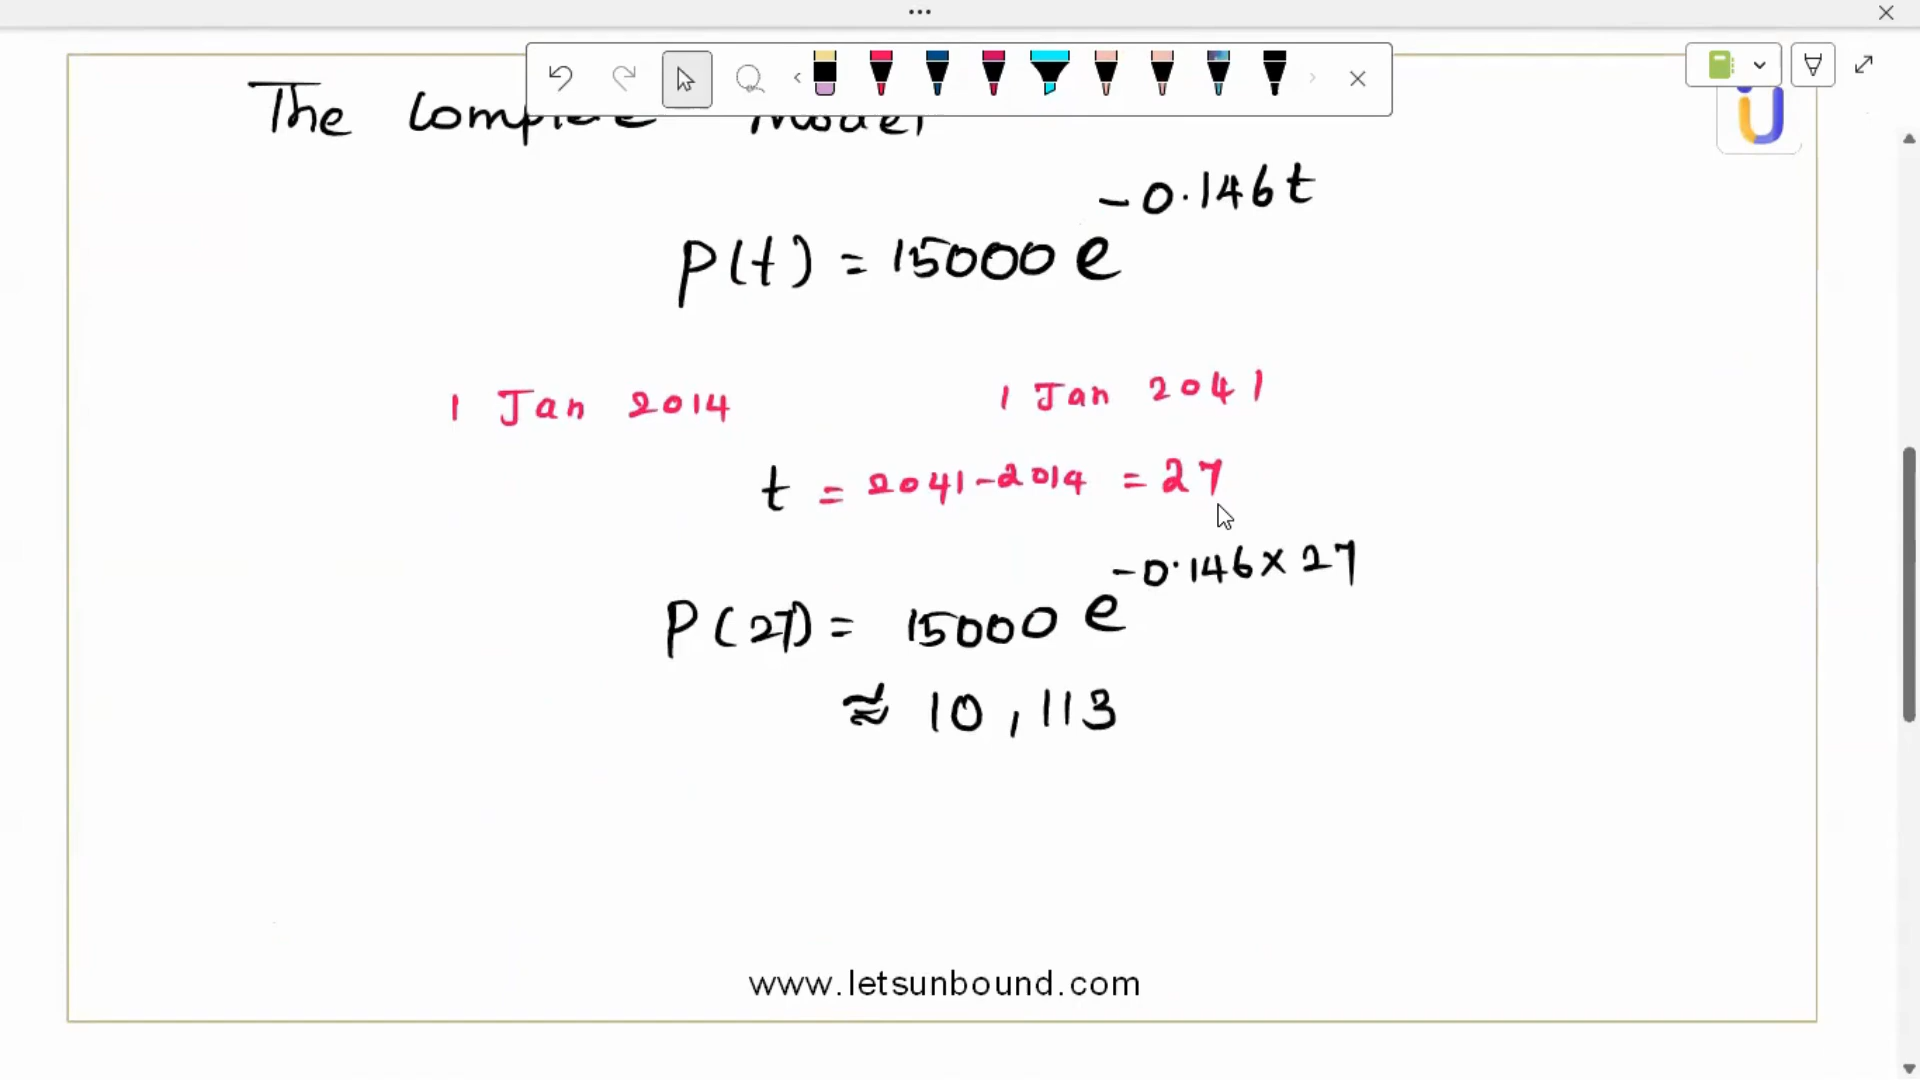 The
P(t) = 15000 e^{-0.146t}
1 Jan 2014 1 Jan 2041
t = 2041-2014 = 27
P(27) = 15000 e^{-0.146×27}
≈ 10,113
www.letsunbound.com